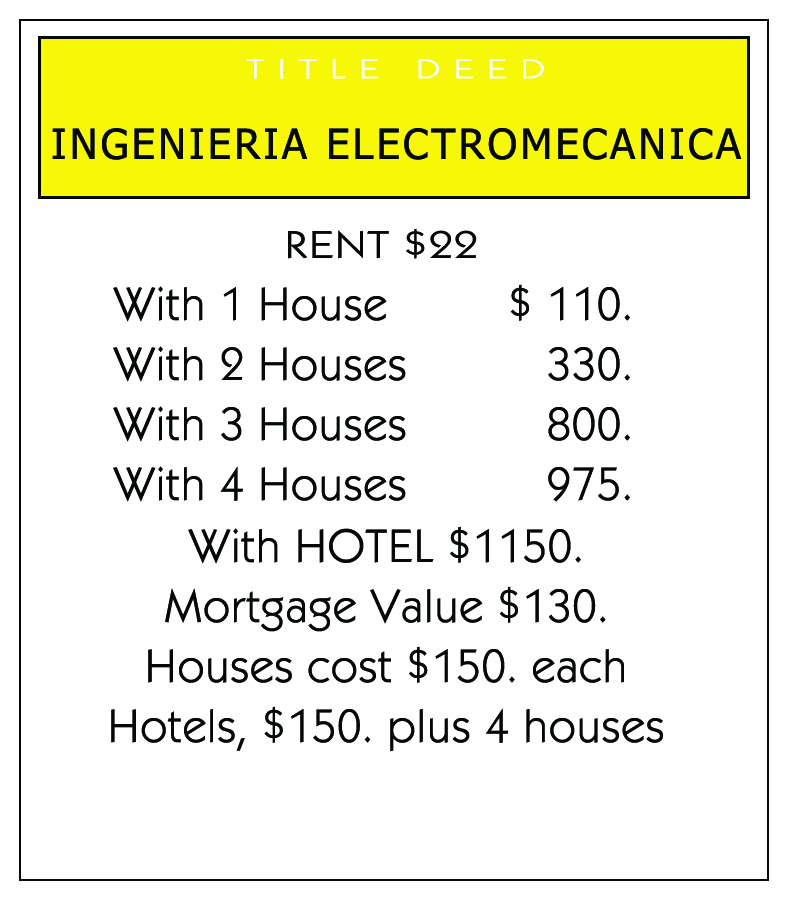 TITLE DEED
INGENIERIA ELECTROMECANICA
RENT $22
With 1 House $ 110.
With 2 Houses 330.
With 3 Houses 800.
With 4 Houses 975.
With HOTEL $1150.
Mortgage Value $130.
Houses cost $150. each
Hotels, $150. plus 4 houses